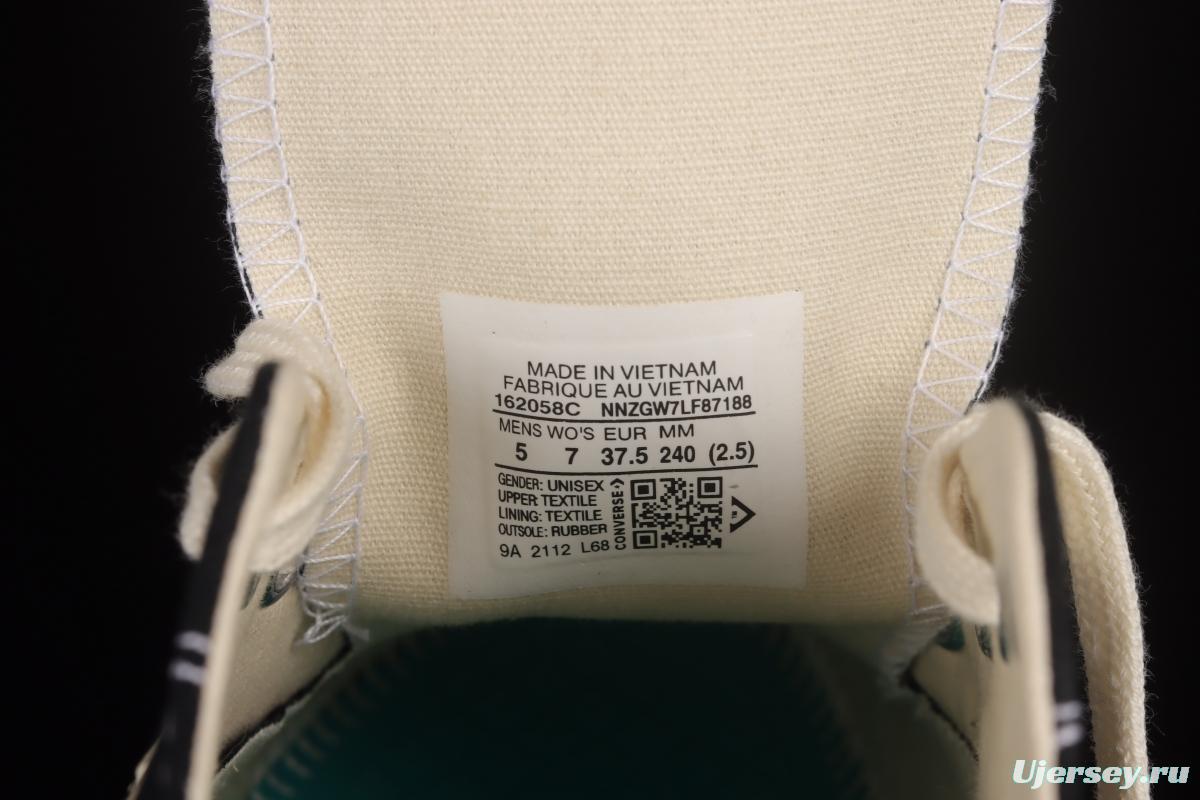 MADE IN VIETNAM
FABRIQUE AU VIETNAM
162058C NNZGW7LF87188
MENS WO'S EUR MM
5 7 37.5 240 (2.5)
GENDER: UNISEX
UPPER: TEXTILE
LINING: TEXTILE
OUTSOLE: RUBBER
9A 2112 L68
CONVERSE
Ujersey.ru